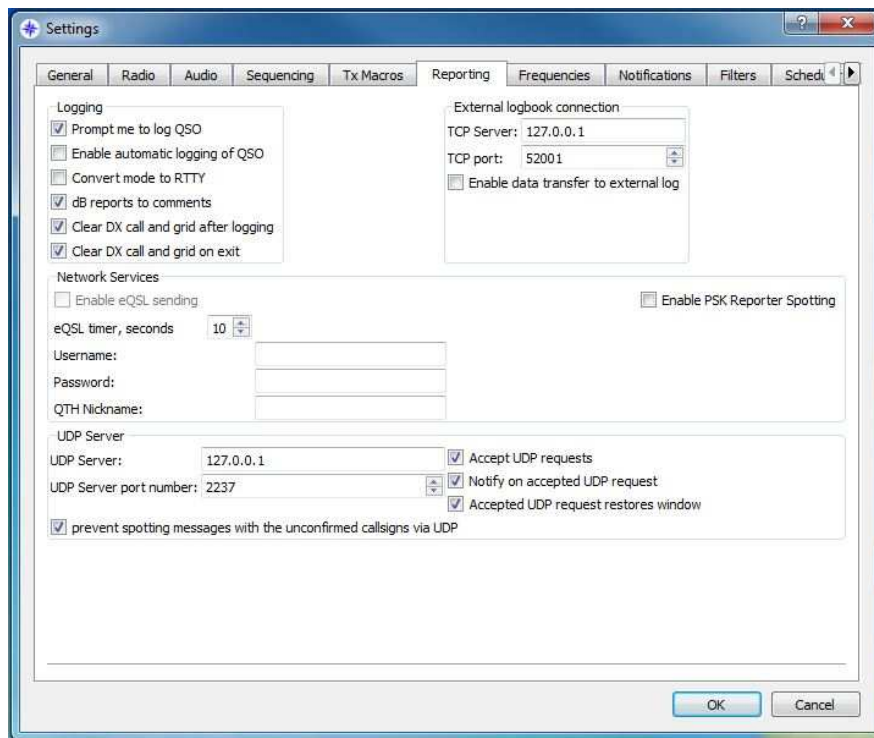 Settings
General Radio Audio Sequencing Tx Macros Reporting Frequencies Notifications Filters
Logging
Prompt me to log QSO
Enable automatic logging of QSO
Convert mode to RTTY
dB reports to comments
Clear DX call and grid after logging
Clear DX call and grid on exit
External logbook connection
TCP Server: 127.0.0.1
TCP port: 52001
Enable data transfer to external log
Network Services
Enable eQSL sending
Enable PSK Reporter Spotting
eQSL timer, seconds 10
Username:
Password:
QTH Nickname:
UDP Server
UDP Server: 127.0.0.1
UDP Server port number: 2237
Accept UDP requests
Notify on accepted UDP request
Accepted UDP request restores window
prevent spotting messages with the unconfirmed callsigns via UDP
OK Cancel